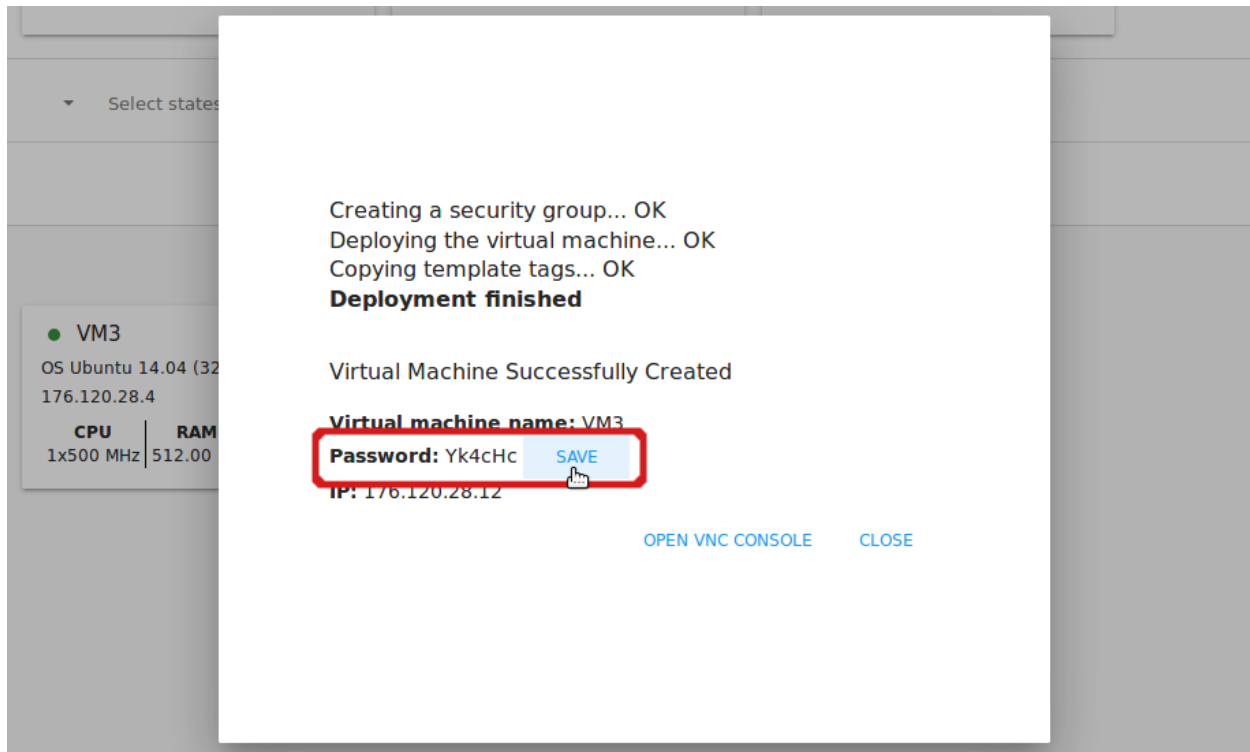 Select states
Creating a security group... OK
Deploying the virtual machine... OK
Copying template tags... OK
Deployment finished
VM3
OS Ubuntu 14.04 (32
176.120.28.4
CPU RAM
1x500 MHz 512.00
Virtual Machine Successfully Created
Virtual machine name: VM3
Password: Yk4cHc SAVE
IP: 176.120.28.12
OPEN VNC CONSOLE CLOSE